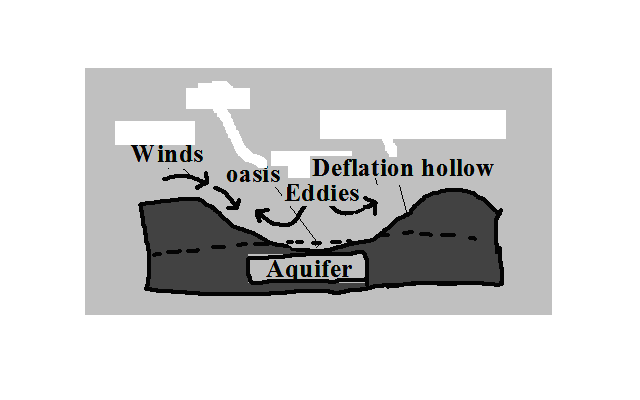 Winds
oasis
Deflation hollow
Eddies
Aquifer